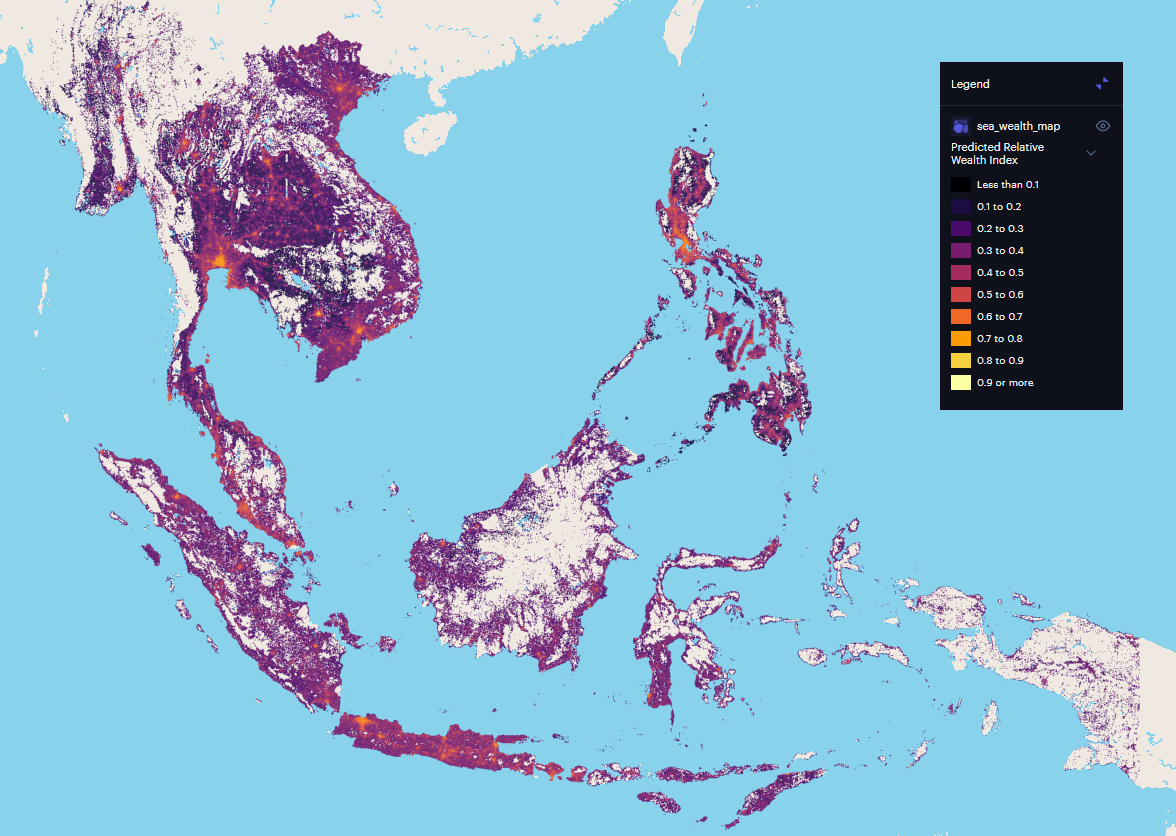 Legend
sea_wealth_map
Predicted Relative
Wealth Index
Less than 0.1
0.1 to 0.2
0.2 to 0.3
0.3 to 0.4
0.4 to 0.5
0.5 to 0.6
0.6 to 0.7
0.7 to 0.8
0.8 to 0.9
0.9 or more